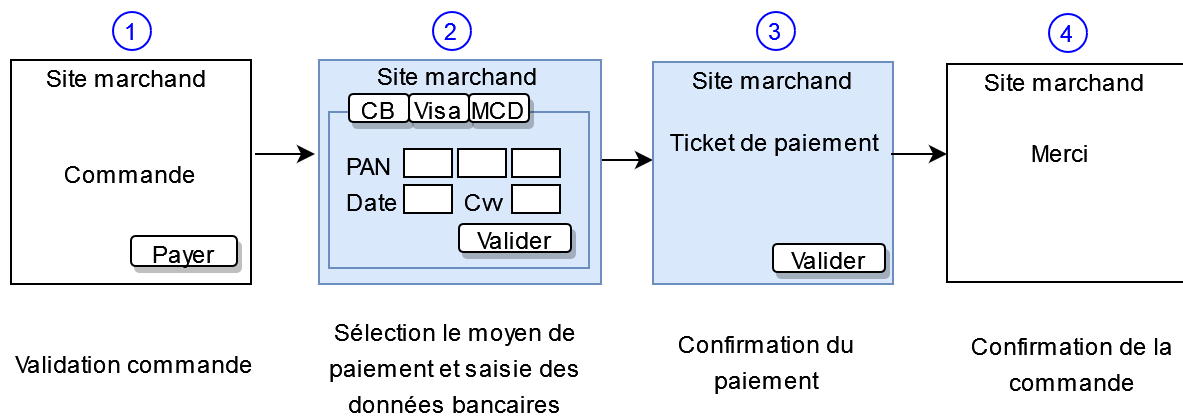 1
2
3
4
Site marchand
Commande
Payer
Site marchand
CB Visa MCD
PAN
Date Cvv
Valider
Site marchand
Ticket de paiement
Valider
Site marchand
Merci
Validation commande
Sélection le moyen de
paiement et saisie des
données bancaires
Confirmation du
paiement
Confirmation de la
commande